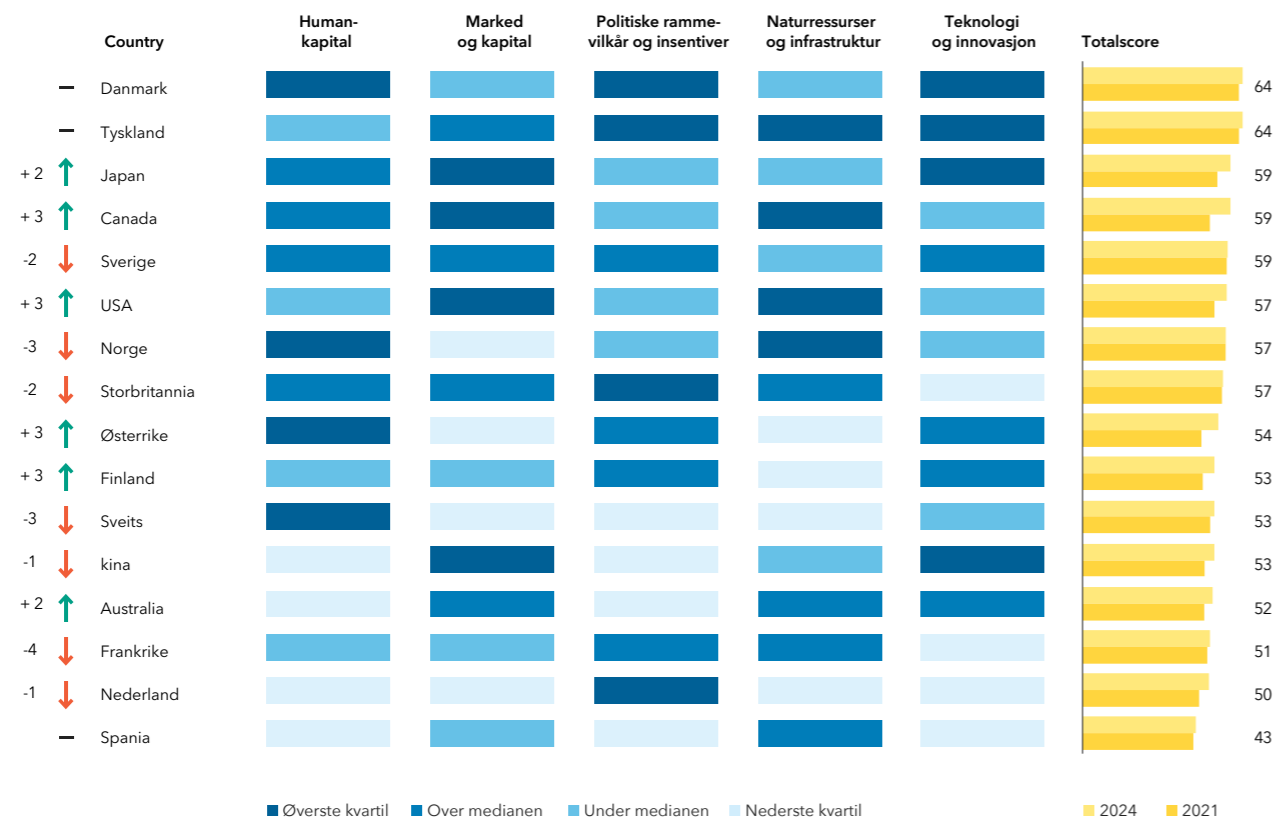 Country
Human-
kapital
Marked
og kapital
Politiske ramme-
vilkår og insentiver
Naturressurser
og infrastruktur
Teknologi
og innovasjon
Totalscore
– Danmark 64
– Tyskland 64
+ 2 Japan 59
+ 3 Canada 59
-2 Sverige 59
+ 3 USA 57
-3 Norge 57
-2 Storbritannia 57
+ 3 Østerrike 54
+ 3 Finland 53
-3 Sveits 53
-1 kina 53
+ 2 Australia 52
-4 Frankrike 51
-1 Nederland 50
– Spania 43
Øverste kvartil Over medianen Under medianen Nederste kvartil 2024 2021